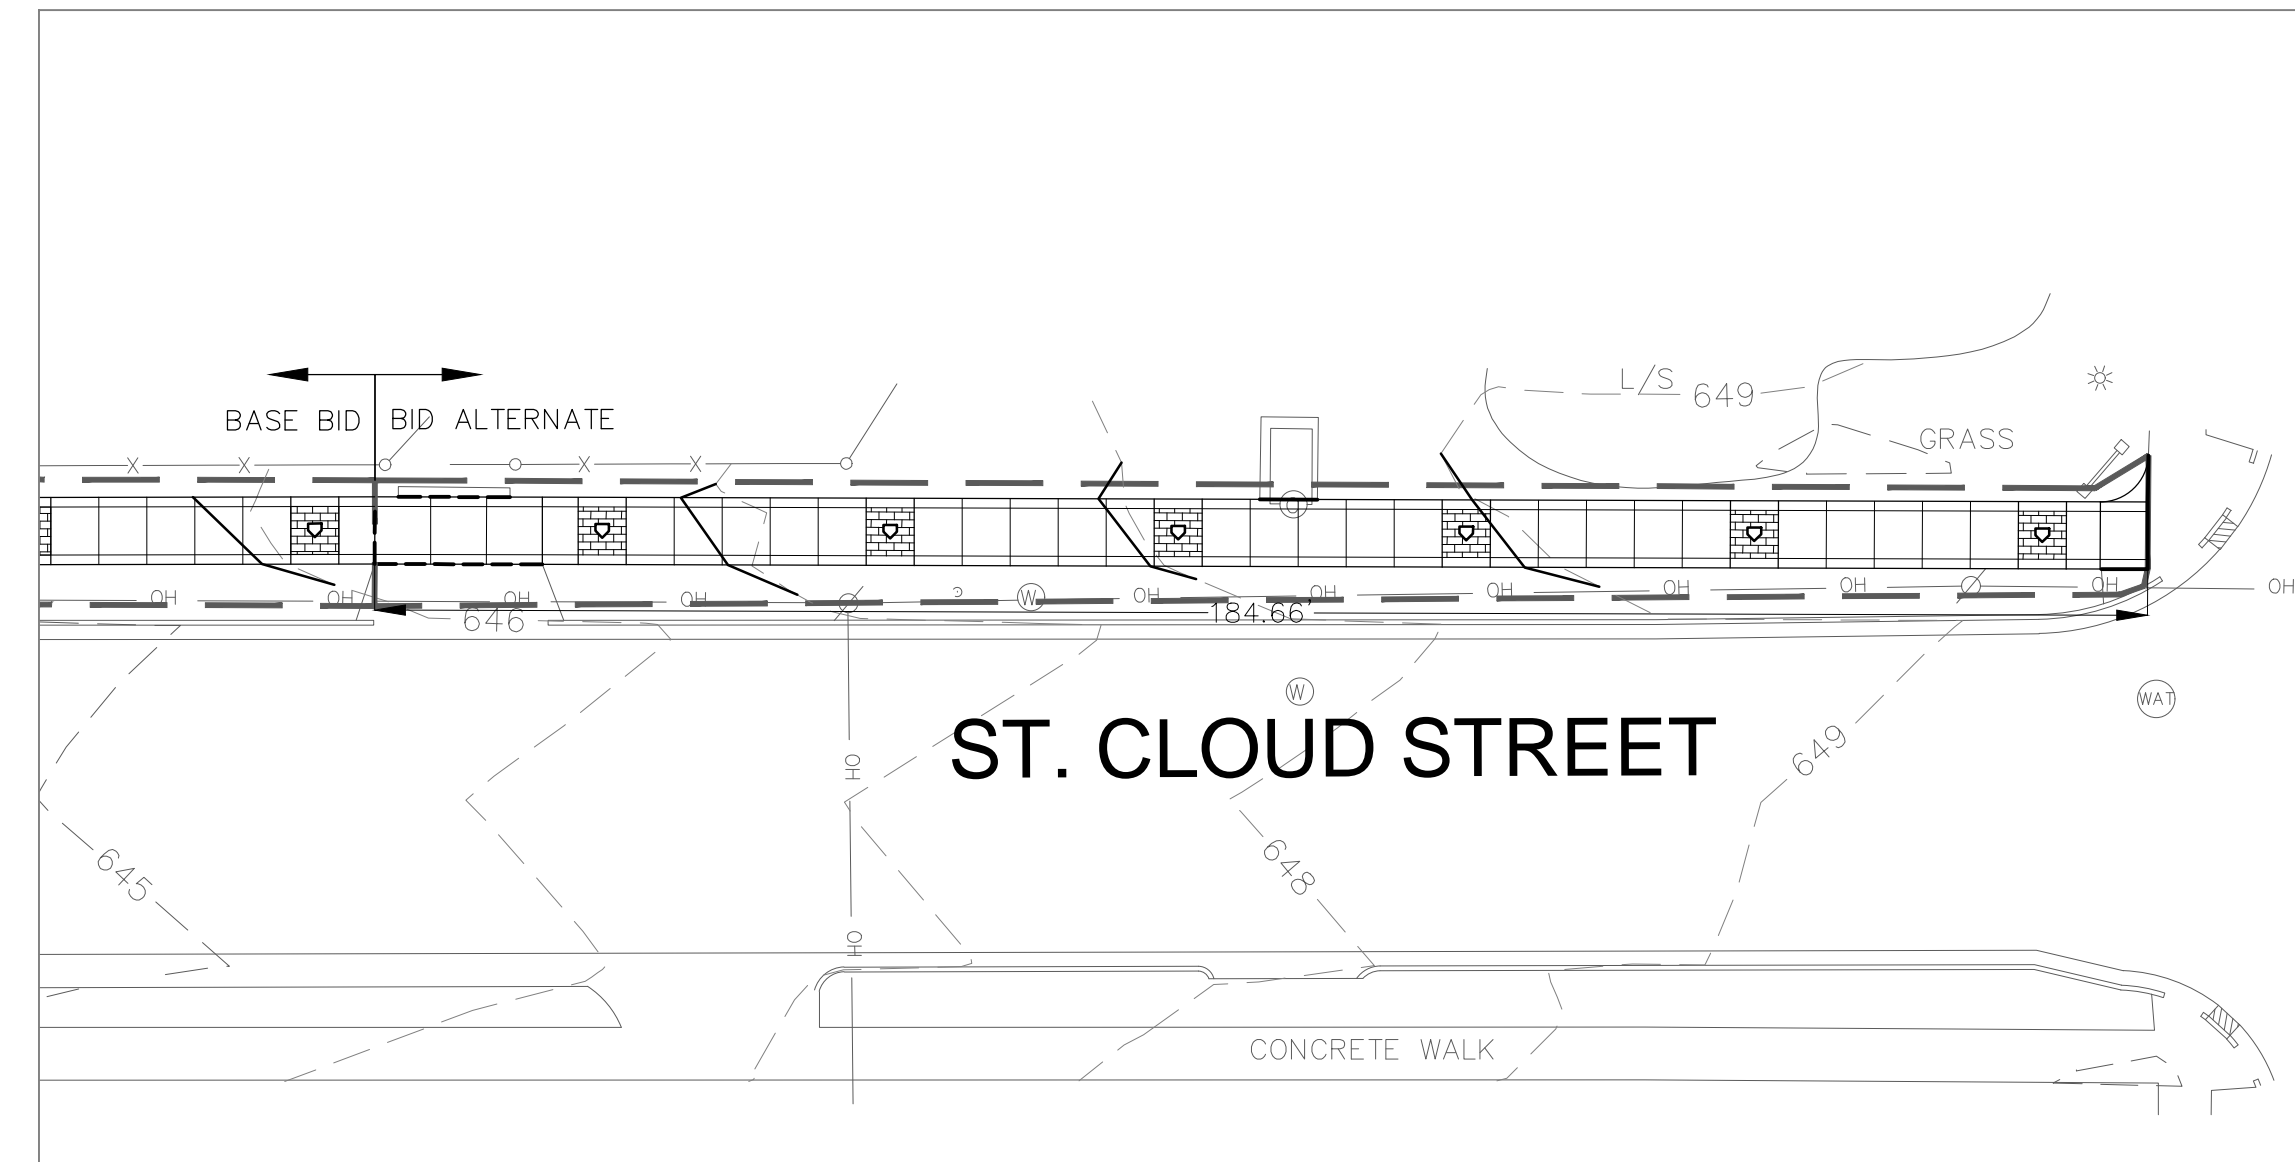 L/S
649
BASE BID
BID ALTERNATE
GRASS
X
X
X
X
OH
OH
OH
OH
OH
OH
OH
OH
OH
OH
OH
W
184.66'
646
W
WAT
ST. CLOUD STREET
649
OH
645
648
OH
CONCRETE WALK